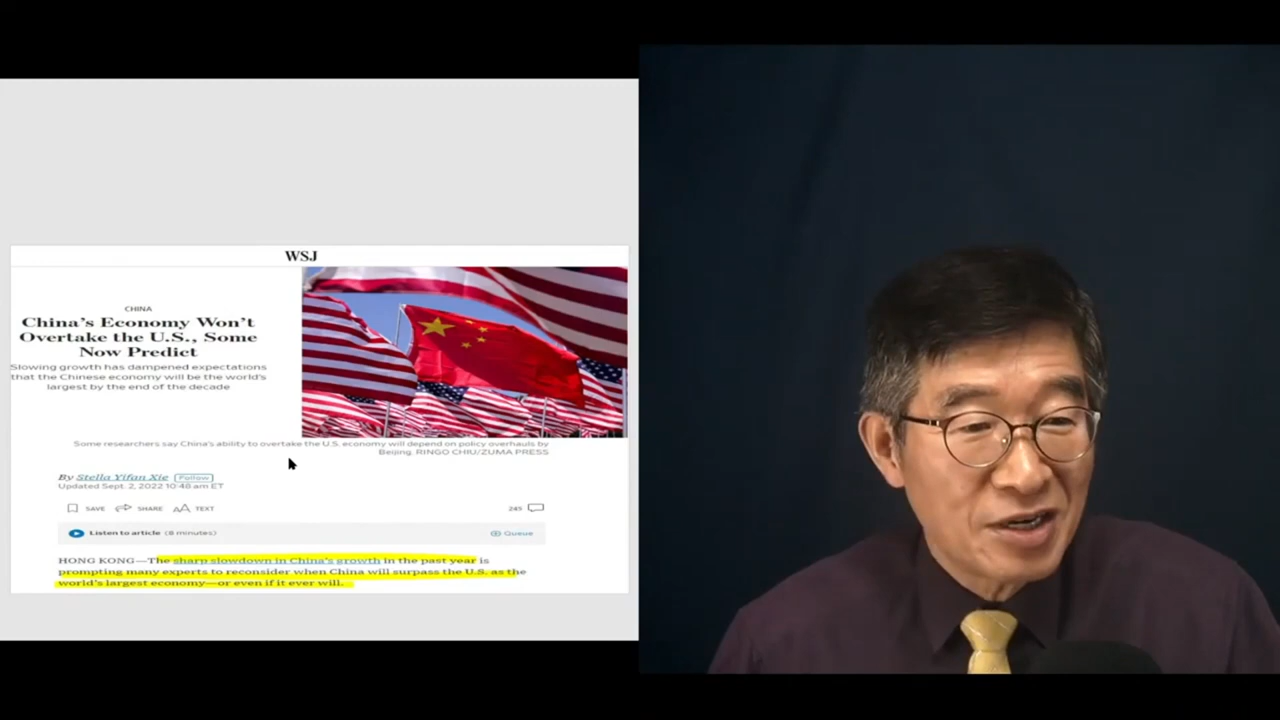 WSJ
CHINA
China's Economy Won't
Overtake the U.S., Some
Now Predict
Slowing growth has dampened expectations
that the Chinese economy will be the world's
largest by the end of the decade
Some researchers say China's ability to overtake the U.S. economy will depend on policy overhauls by
Beijing. RINGO CHIU/ZUMA PRESS
By Stella Yifan Xie Follow
Updated Sept. 2, 2022 10:48 am ET
SAVE SHARE AA TEXT 245
Listen to article (8 minutes) Queue
HONG KONG—The sharp slowdown in China's growth in the past year is
prompting many experts to reconsider when China will surpass the U.S. as the
world's largest economy—or even if it ever will.